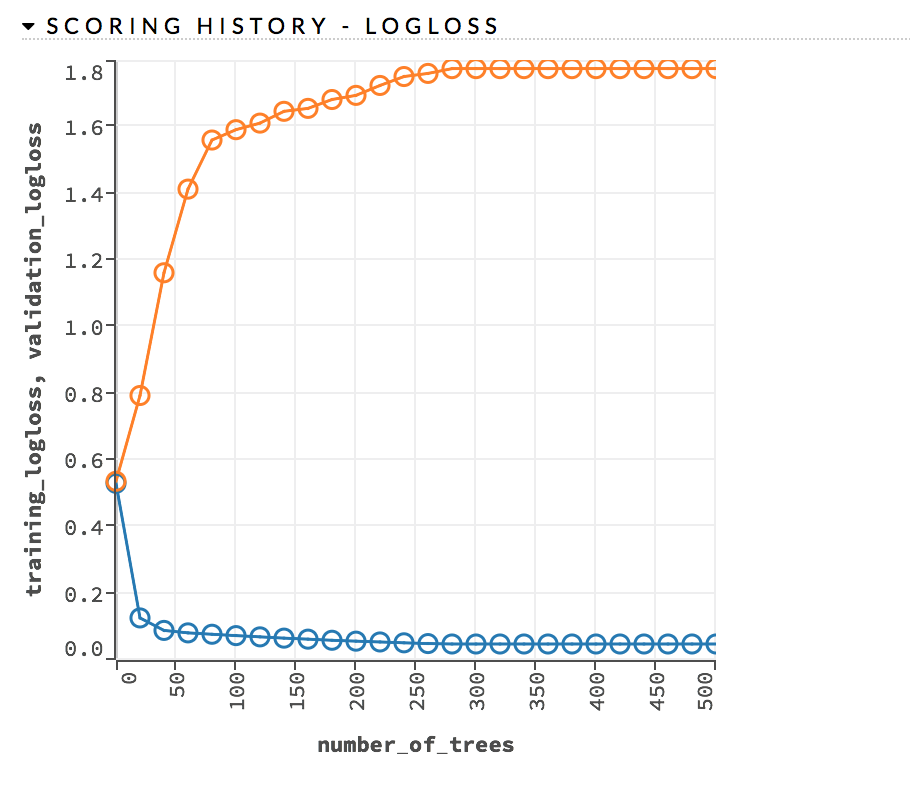 SCORING HISTORY - LOGLOSS
training_logloss, validation_logloss
1.8
1.6
1.4
1.2
1.0
0.8
0.6
0.4
0.2
0.0
0 50 100 150 200 250 300 350 400 450 500
number_of_trees